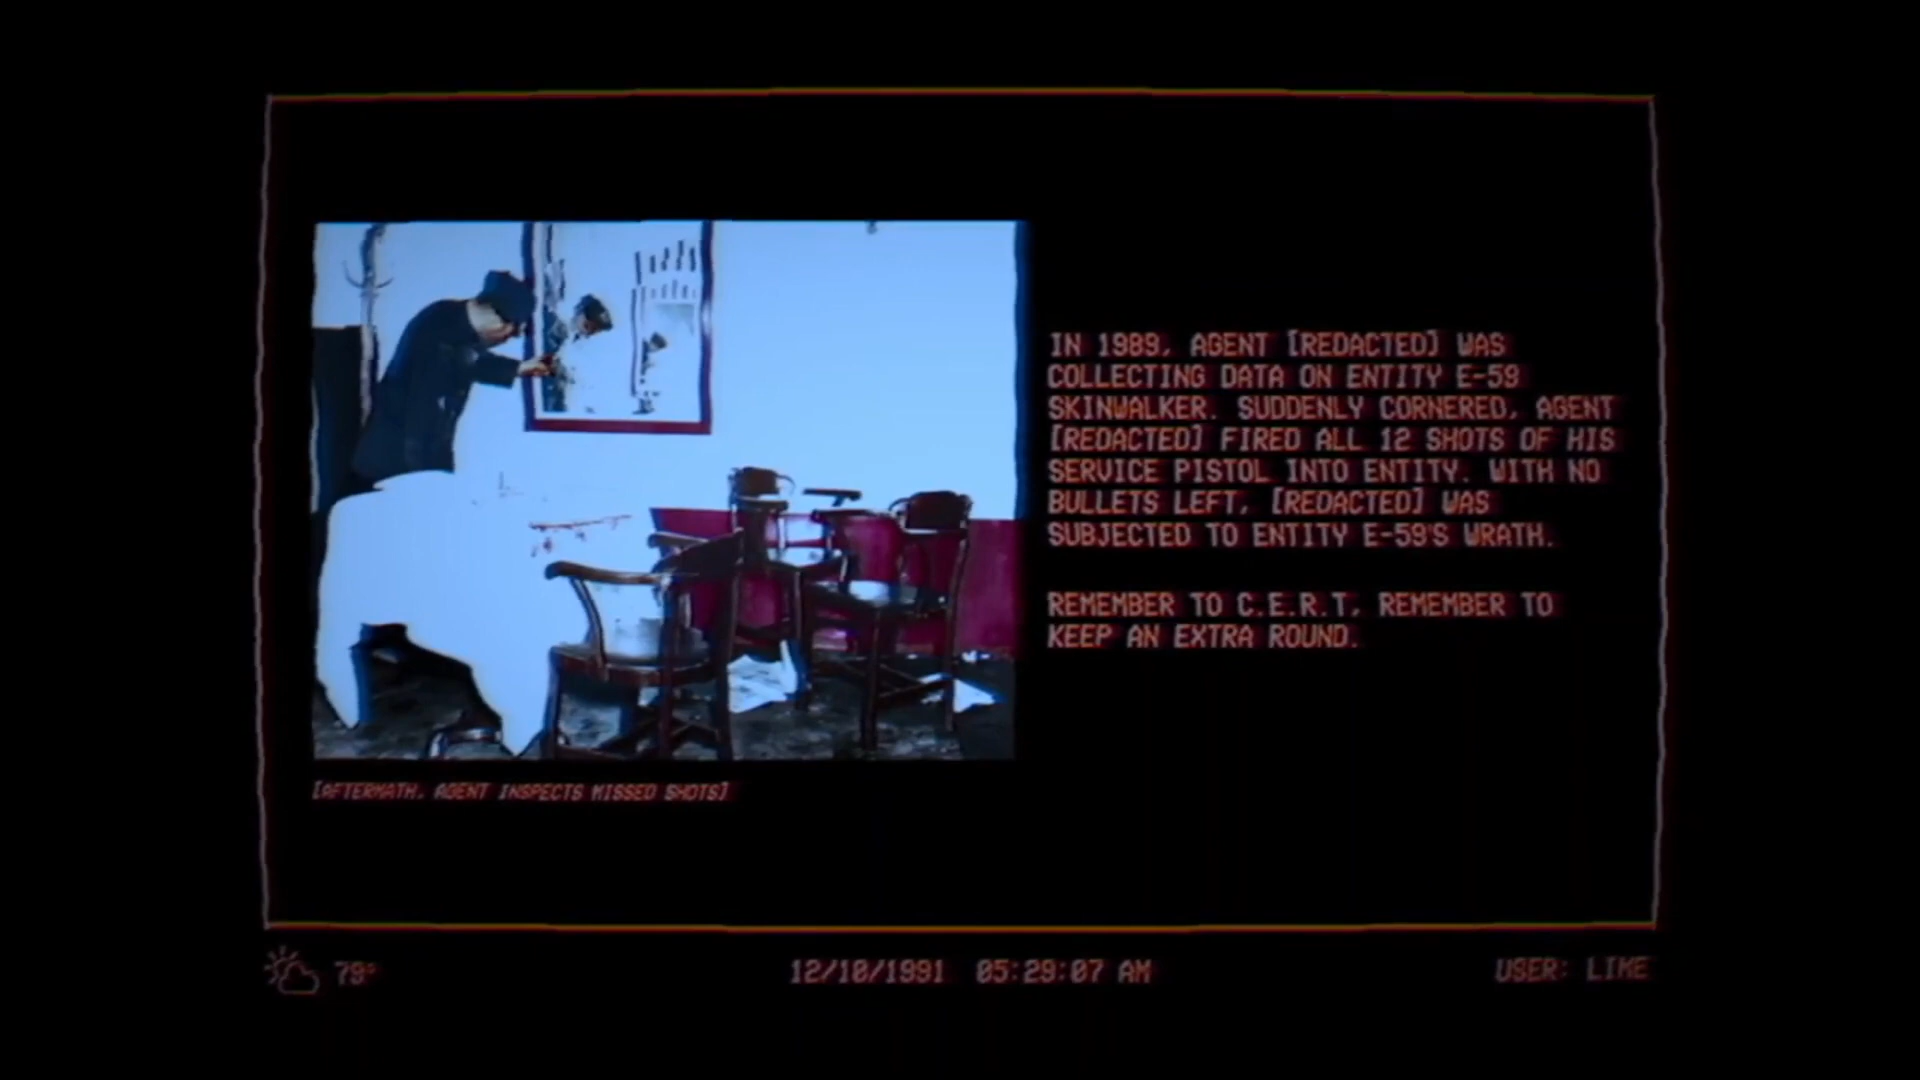 IN 1989, AGENT [REDACTED] WAS
COLLECTING DATA ON ENTITY E-59
SKINWALKER. SUDDENLY CORNERED, AGENT
[REDACTED] FIRED ALL 12 SHOTS OF HIS
SERVICE PISTOL INTO ENTITY. WITH NO
BULLETS LEFT, [REDACTED] WAS
SUBJECTED TO ENTITY E-59'S WRATH.
REMEMBER TO C.E.R.T. REMEMBER TO
KEEP AN EXTRA ROUND.
[AFTERMATH. AGENT INSPECTS MISSED SHOTS]
79°
12/10/1991 05:29:07 AM
USER: LIKE